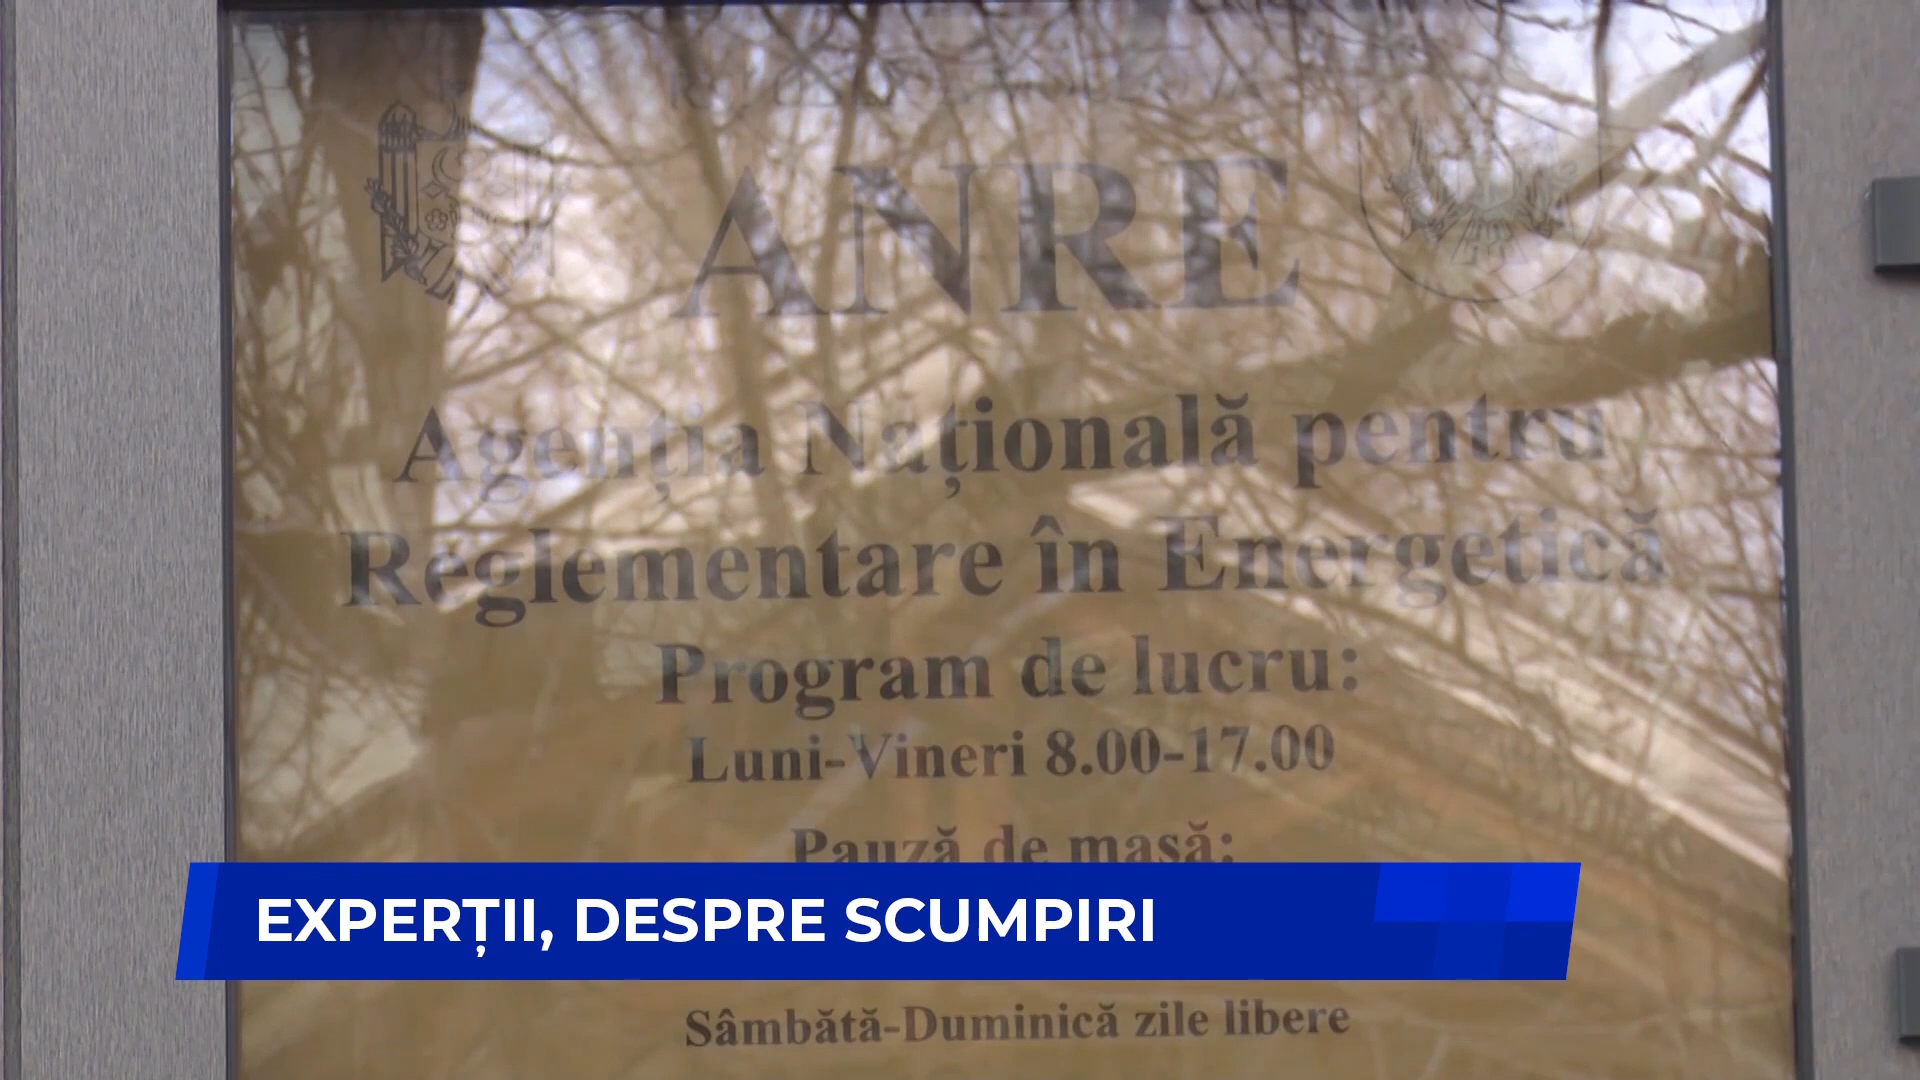 ANRE
Agenția Națională pentru
Reglementare în Energetică
Program de lucru:
Luni-Vineri 8.00-17.00
Pauză de masă:
EXPERȚII, DESPRE SCUMPIRI
Sâmbătă-Duminică zile libere